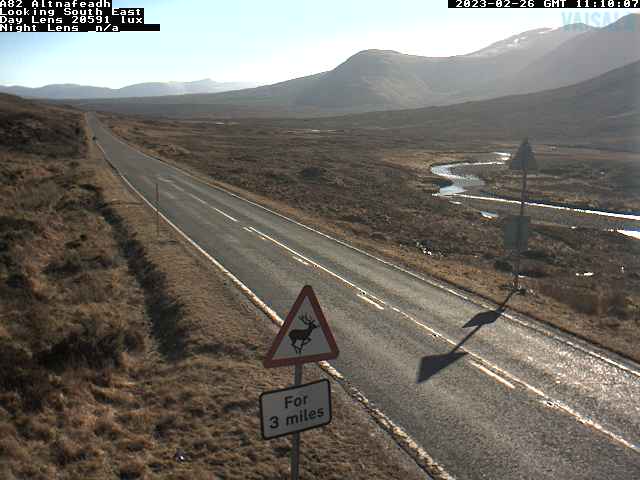 A82 Altnafeadh
Looking South East
Day Lens 20591 lux
Night Lens n/a
2023-02-26 GMT 11:10:07
VAISALA
For
3 miles